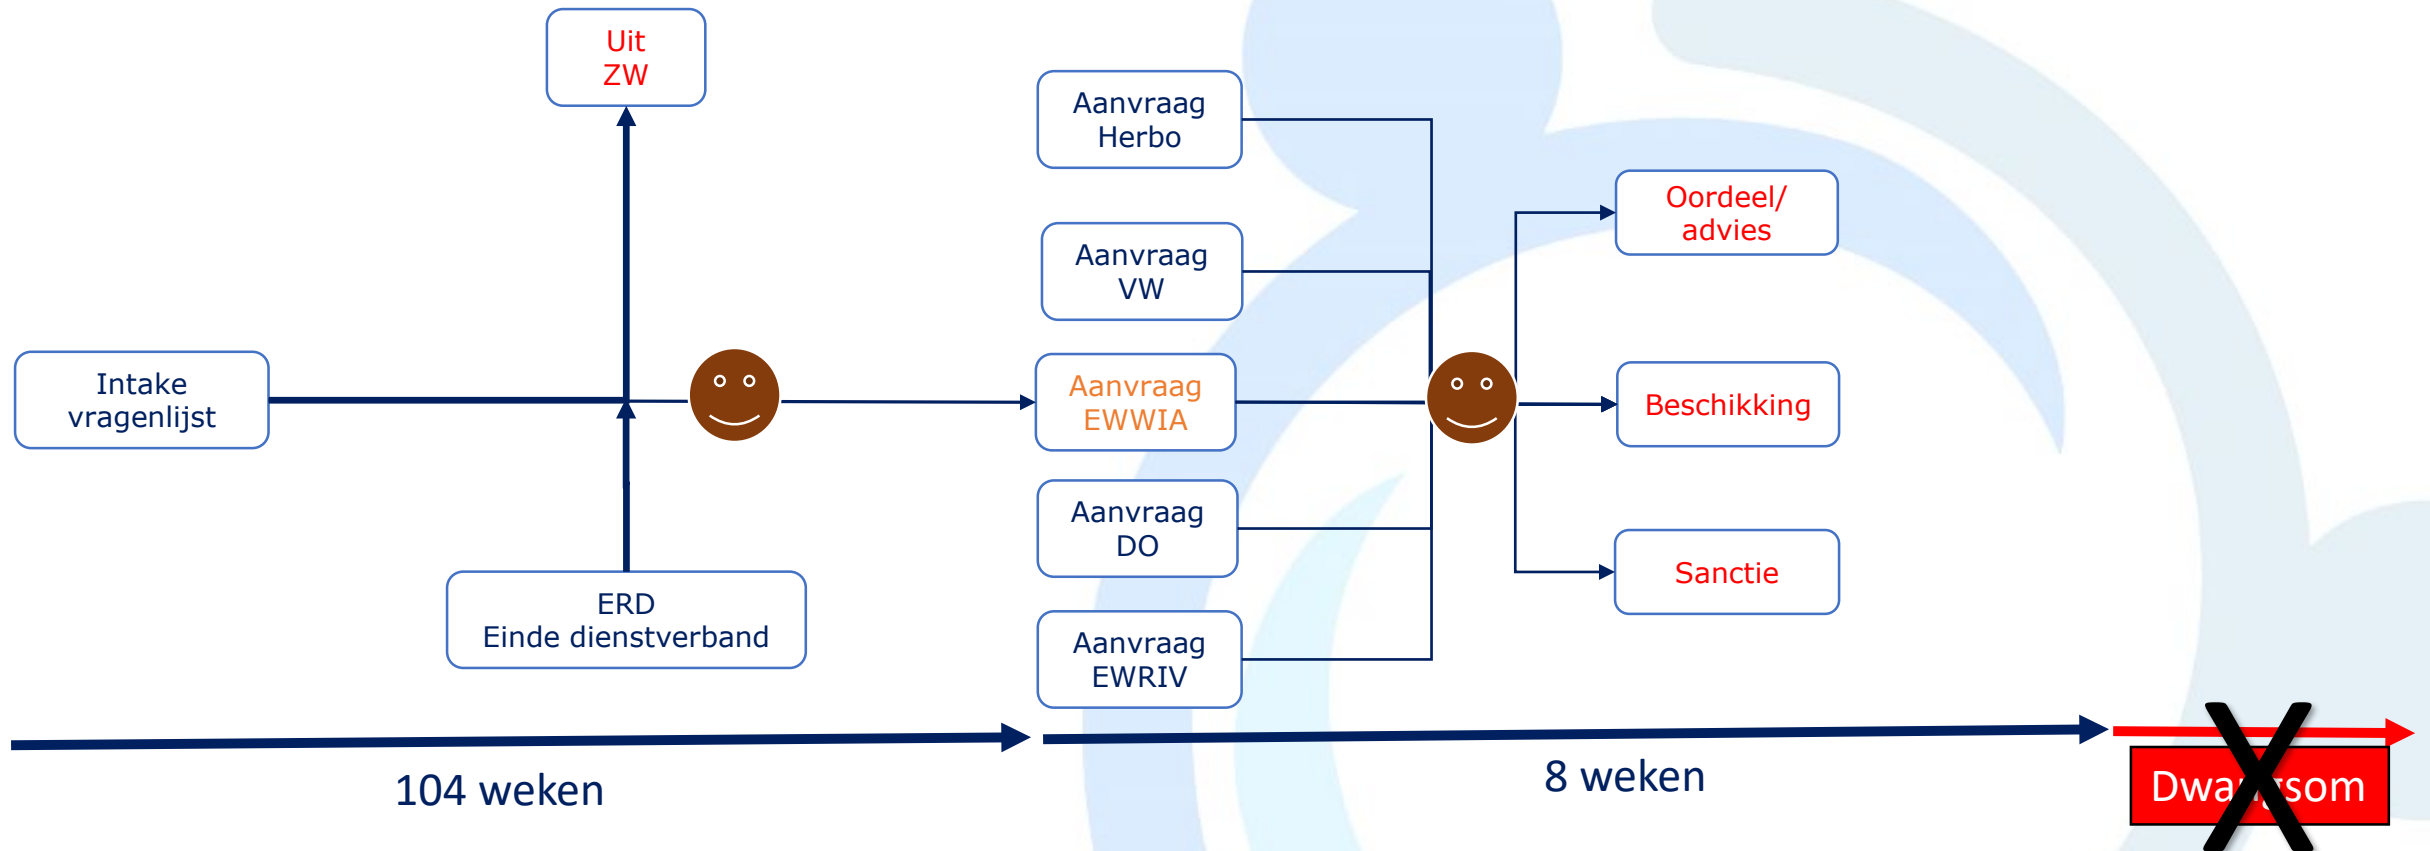 Uit
ZW
Aanvraag
Herbo
Aanvraag
VW
Oordeel/
advies
Intake
vragenlijst
Aanvraag
EWWIA
Beschikking
Aanvraag
DO
Sanctie
ERD
Einde dienstverband
Aanvraag
EWRIV
104 weken
8 weken
Dwangsom